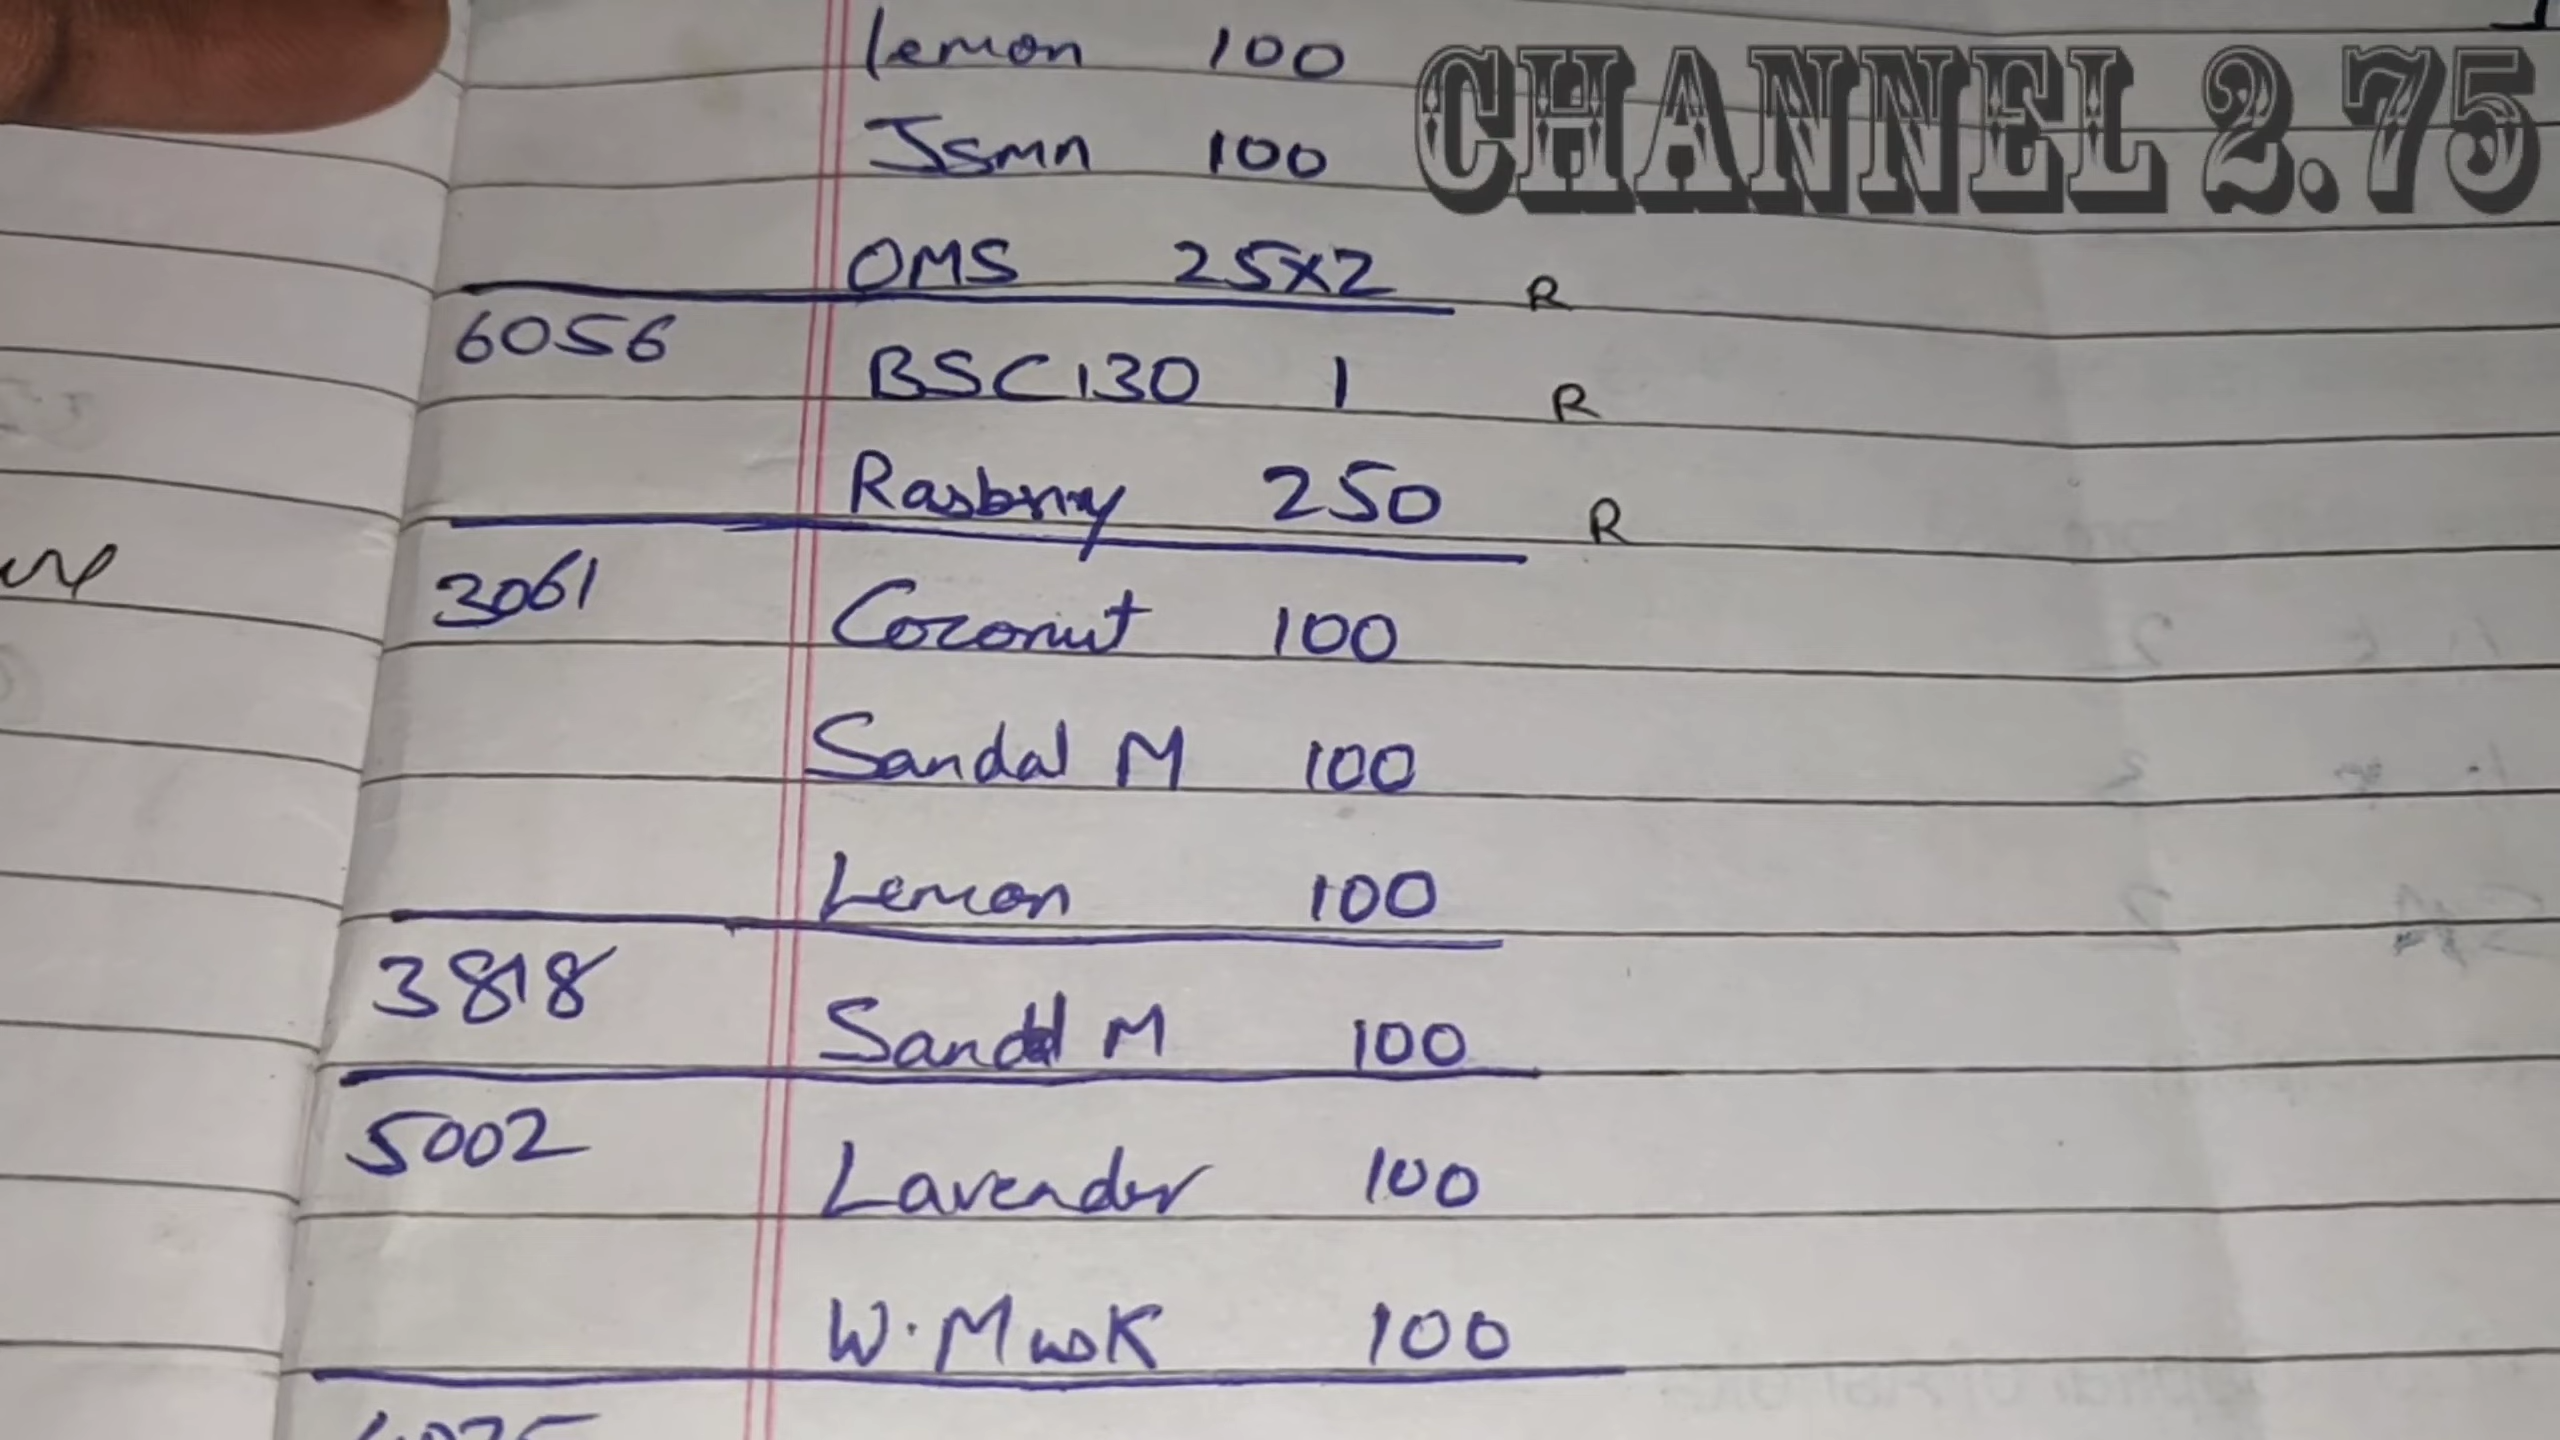 lemon 100
CHANNEL 2.75
Jsmn 100
OMS 25x2 R
6056 BSC130 1 R
Rasbrry 250 R
3061 Coconut 100
Sandal M 100
Lemon 100
3818 Sandal M 100
5002 Lavender 100
W. Musk 100